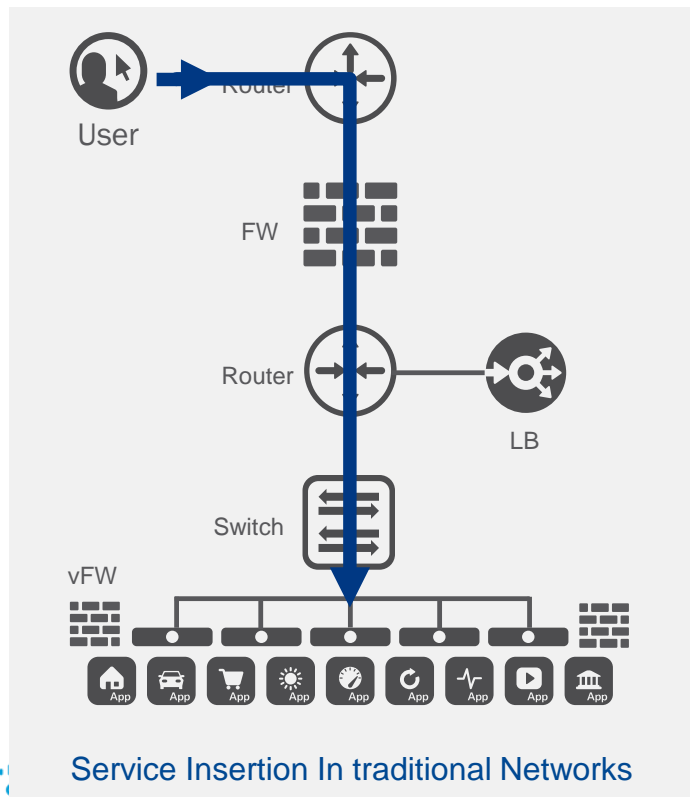 Router
User
FW
Router
LB
Switch
vFW
App
App
App
App
App
App
App
App
App
Service Insertion In traditional Networks